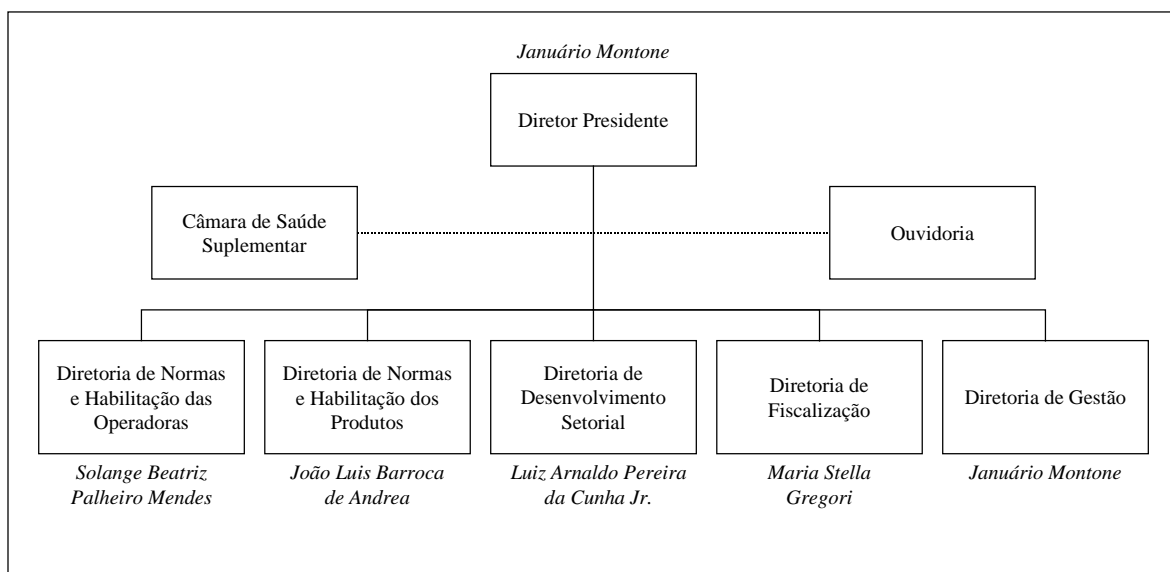 Januário Montone
Diretor Presidente
Câmara de Saúde
Suplementar
Ouvidoria
Diretoria de Normas
e Habilitação das
Operadoras
Diretoria de Normas
e Habilitação dos
Produtos
Diretoria de
Desenvolvimento
Setorial
Diretoria de
Fiscalização
Diretoria de Gestão
Solange Beatriz
Palheiro Mendes
João Luis Barroca
de Andrea
Luiz Arnaldo Pereira
da Cunha Jr.
Maria Stella
Gregori
Januário Montone